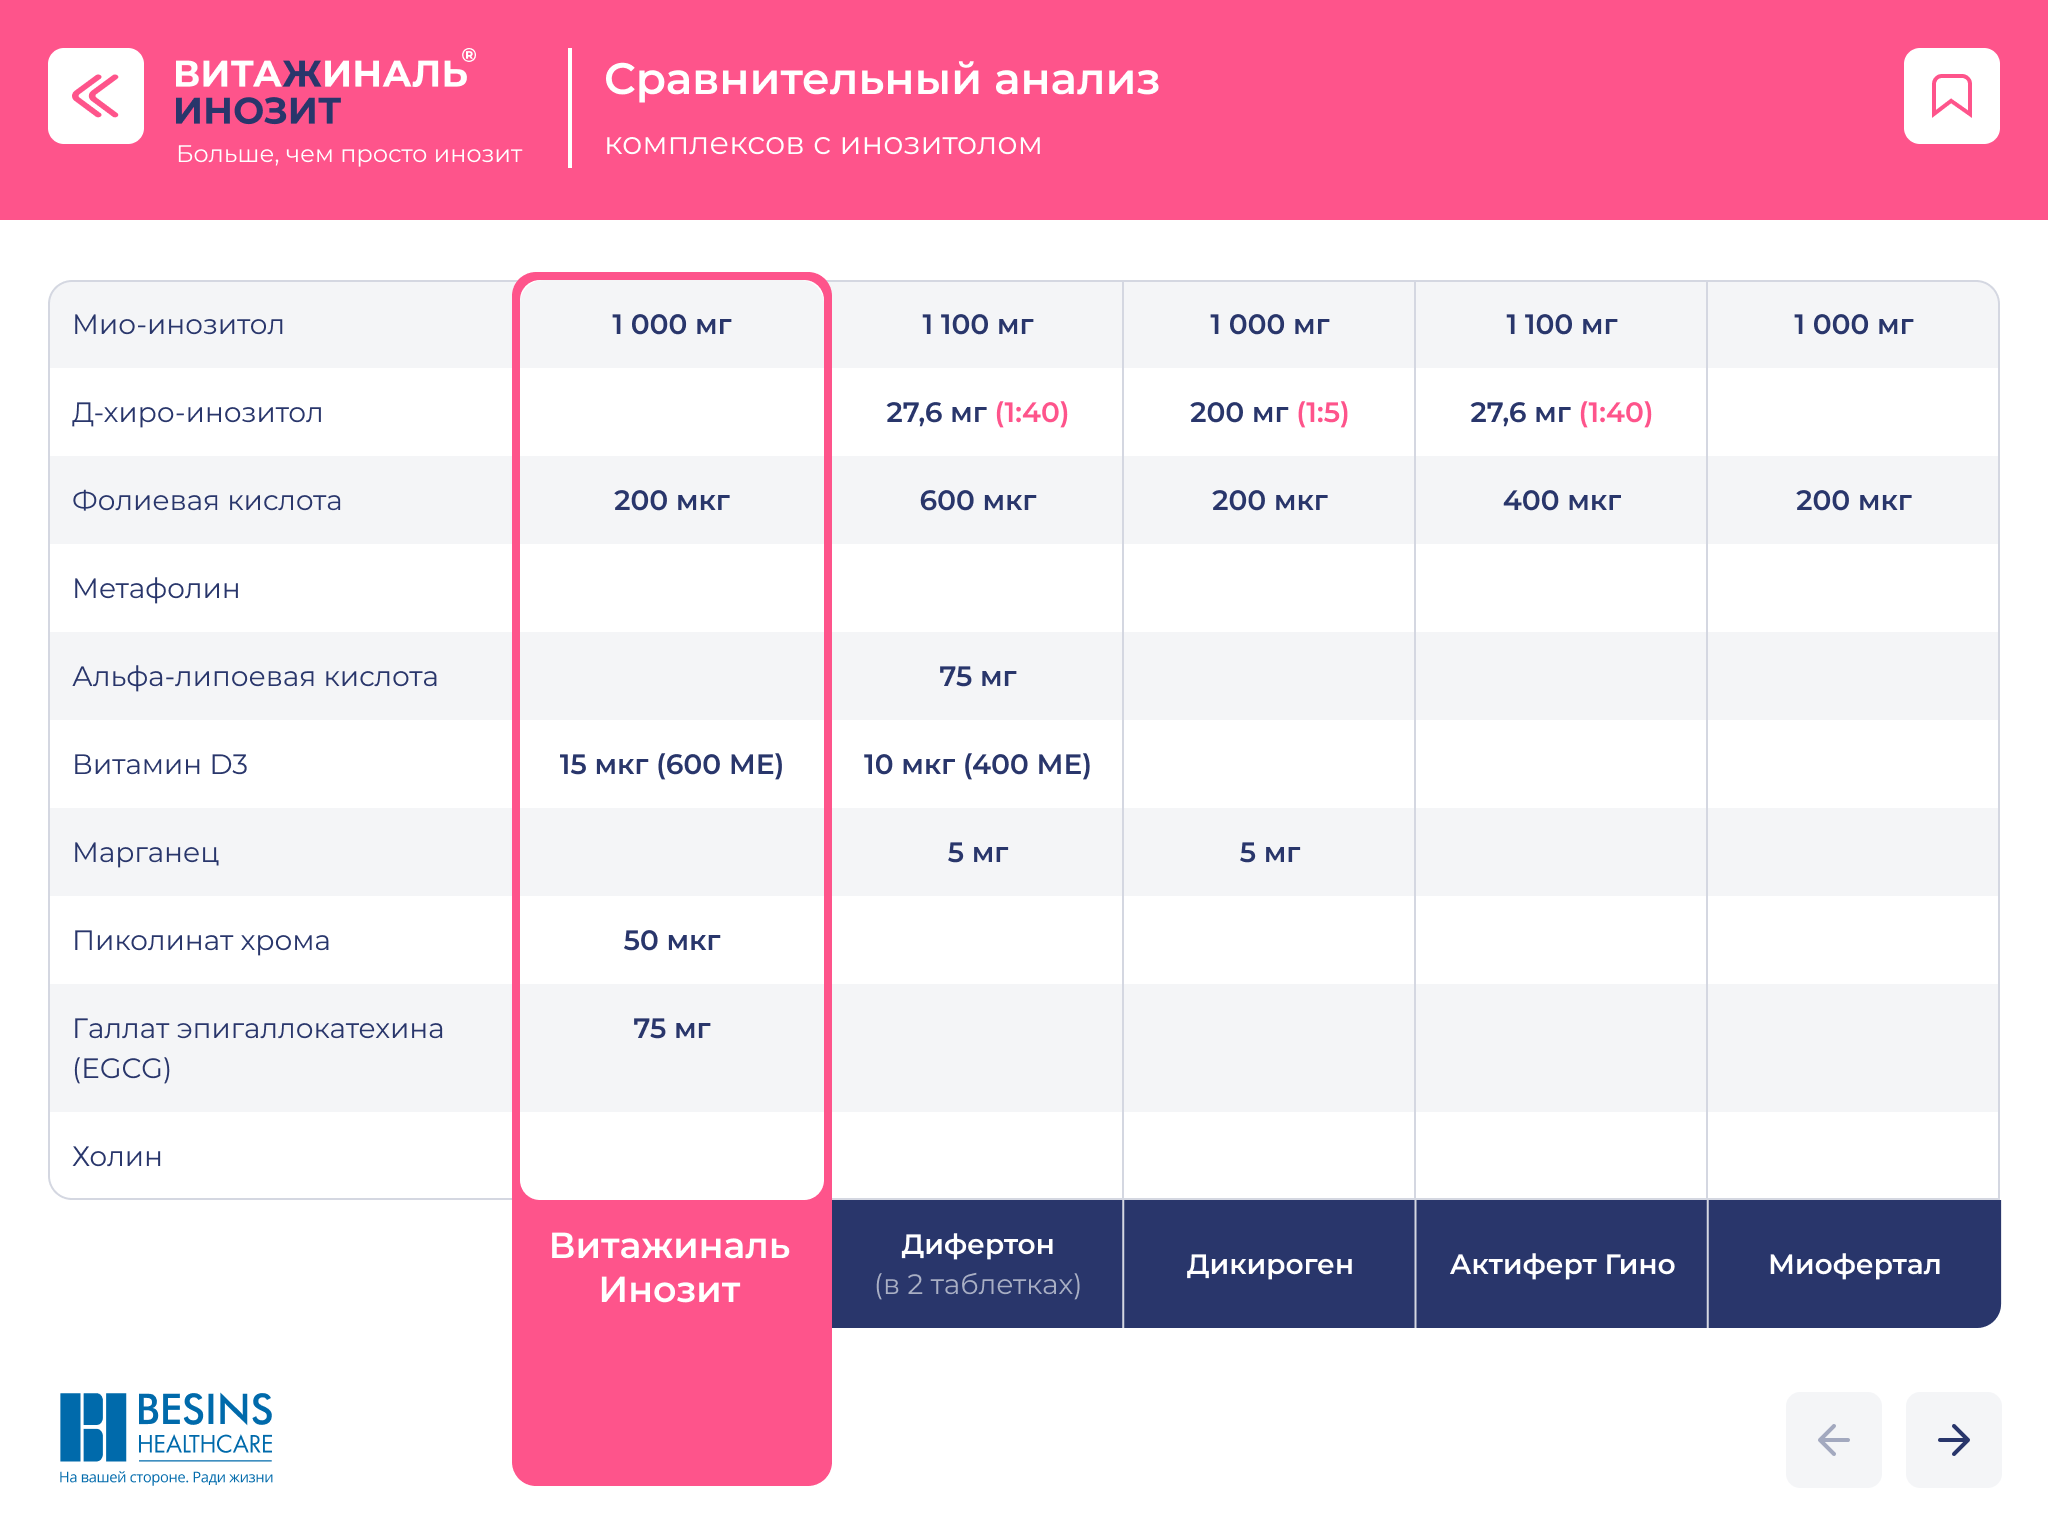 ВИТАЖИНАЛЬ®
ИНОЗИТ
Больше, чем просто инозит
Сравнительный анализ
комплексов с инозитолом
Мио-инозитол 1 000 мг 1 100 мг 1 000 мг 1 100 мг 1 000 мг
Д-хиро-инозитол 27,6 мг (1:40) 200 мг (1:5) 27,6 мг (1:40)
Фолиевая кислота 200 мкг 600 мкг 200 мкг 400 мкг 200 мкг
Метафолин
Альфа-липоевая кислота 75 мг
Витамин D3 15 мкг (600 МЕ) 10 мкг (400 МЕ)
Марганец 5 мг 5 мг
Пиколинат хрома 50 мкг
Галлат эпигаллокатехина 75 мг
(EGCG)
Холин
Витажиналь
Инозит
Дифертон
(в 2 таблетках)
Дикироген
Актиферт Гино
Миофертал
BESINS
HEALTHCARE
На вашей стороне. Ради жизни